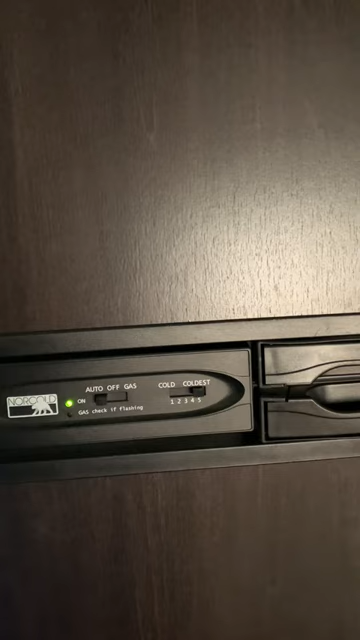 NORCOLD
ON
AUTO OFF GAS
GAS check if flashing
COLD COLDEST
1 2 3 4 5